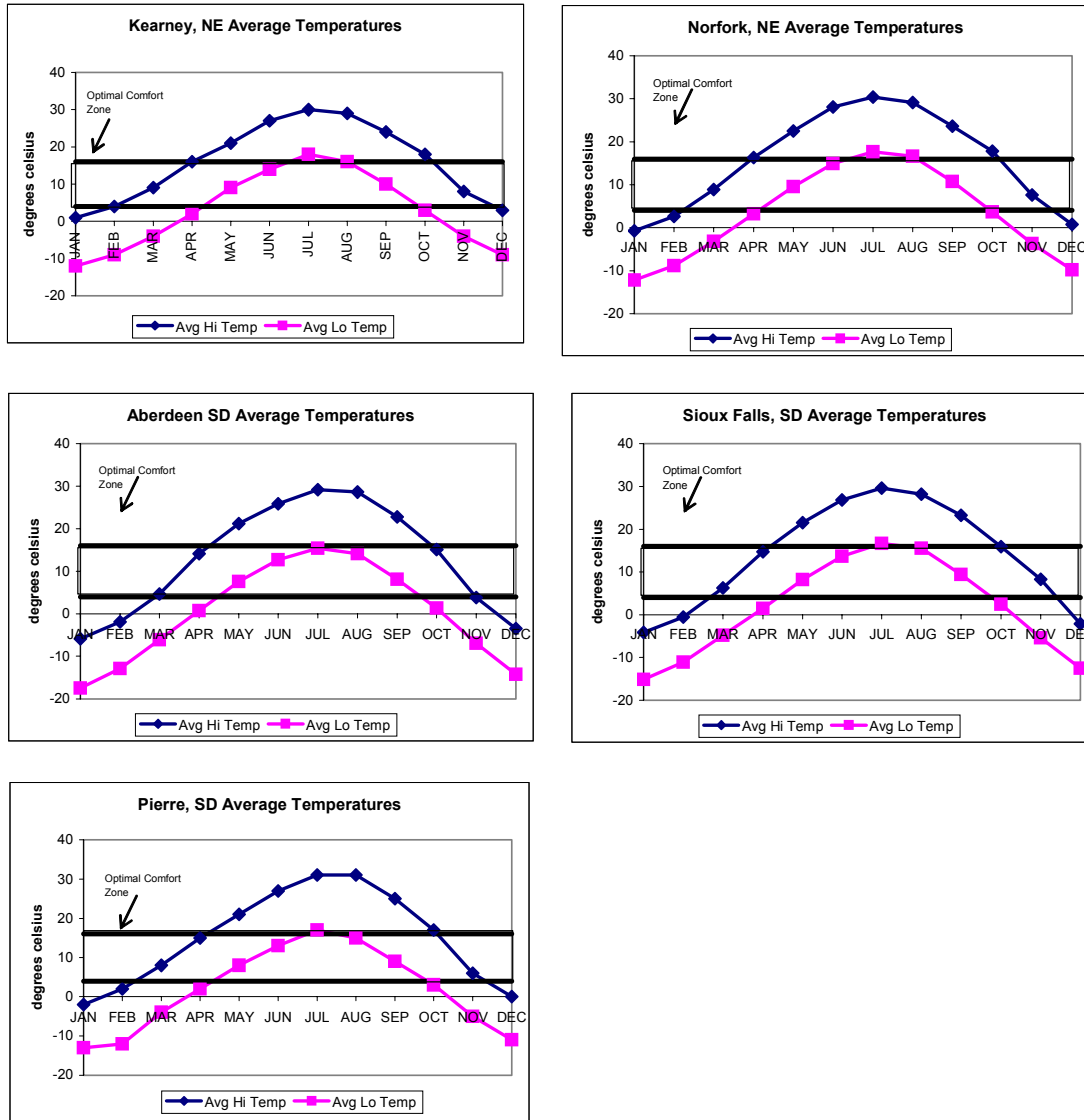 Kearney, NE Average Temperatures
40
30
20
10
0
-10
-20
degrees celsius
Optimal Comfort
Zone
JAN FEB MAR APR MAY JUN JUL AUG SEP OCT NOV DEC
Avg Hi Temp Avg Lo Temp
Norfork, NE Average Temperatures
40
30
20
10
0
-10
-20
degrees celsius
Optimal Comfort
Zone
JAN FEB MAR APR MAY JUN JUL AUG SEP OCT NOV DEC
Avg Hi Temp Avg Lo Temp
Aberdeen SD Average Temperatures
40
30
20
10
0
-10
-20
degrees celsius
Optimal Comfort
Zone
JAN FEB MAR APR MAY JUN JUL AUG SEP OCT NOV DEC
Avg Hi Temp Avg Lo Temp
Sioux Falls, SD Average Temperatures
40
30
20
10
0
-10
-20
degrees celsius
Optimal Comfort
Zone
JAN FEB MAR APR MAY JUN JUL AUG SEP OCT NOV DEC
Avg Hi Temp Avg Lo Temp
Pierre, SD Average Temperatures
40
30
20
10
0
-10
-20
degrees celsius
Optimal Comfort
Zone
JAN FEB MAR APR MAY JUN JUL AUG SEP OCT NOV DEC
Avg Hi Temp Avg Lo Temp